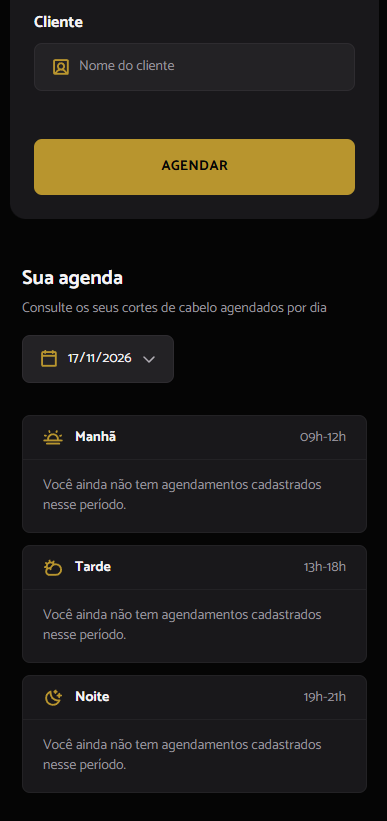 Cliente
Nome do cliente
AGENDAR
Sua agenda
Consulte os seus cortes de cabelo agendados por dia
17/11/2026
Manhã
09h-12h
Você ainda não tem agendamentos cadastrados
nesse período.
Tarde
13h-18h
Você ainda não tem agendamentos cadastrados
nesse período.
Noite
19h-21h
Você ainda não tem agendamentos cadastrados
nesse período.